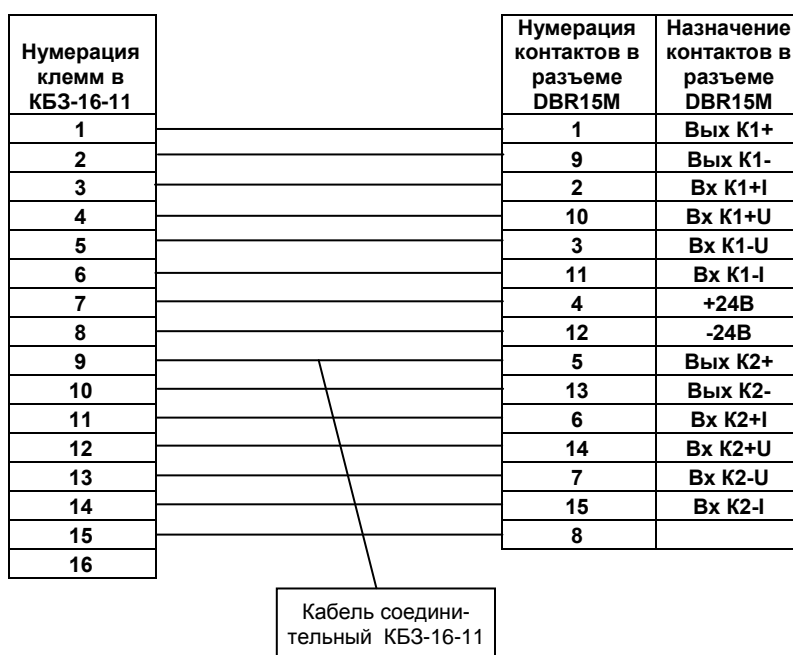 Нумерация
клемм в
КБЗ-16-11
Нумерация
контактов в
разъеме
DBR15M
Назначение
контактов в
разъеме
DBR15M
1 1 Вых К1+
2 9 Вых К1-
3 2 Вх К1+I
4 10 Вх К1+U
5 3 Вх К1-U
6 11 Вх К1-I
7 4 +24В
8 12 -24В
9 5 Вых К2+
10 13 Вых К2-
11 6 Вх К2+I
12 14 Вх К2+U
13 7 Вх К2-U
14 15 Вх К2-I
15 8
16
Кабель соедини-
тельный КБЗ-16-11